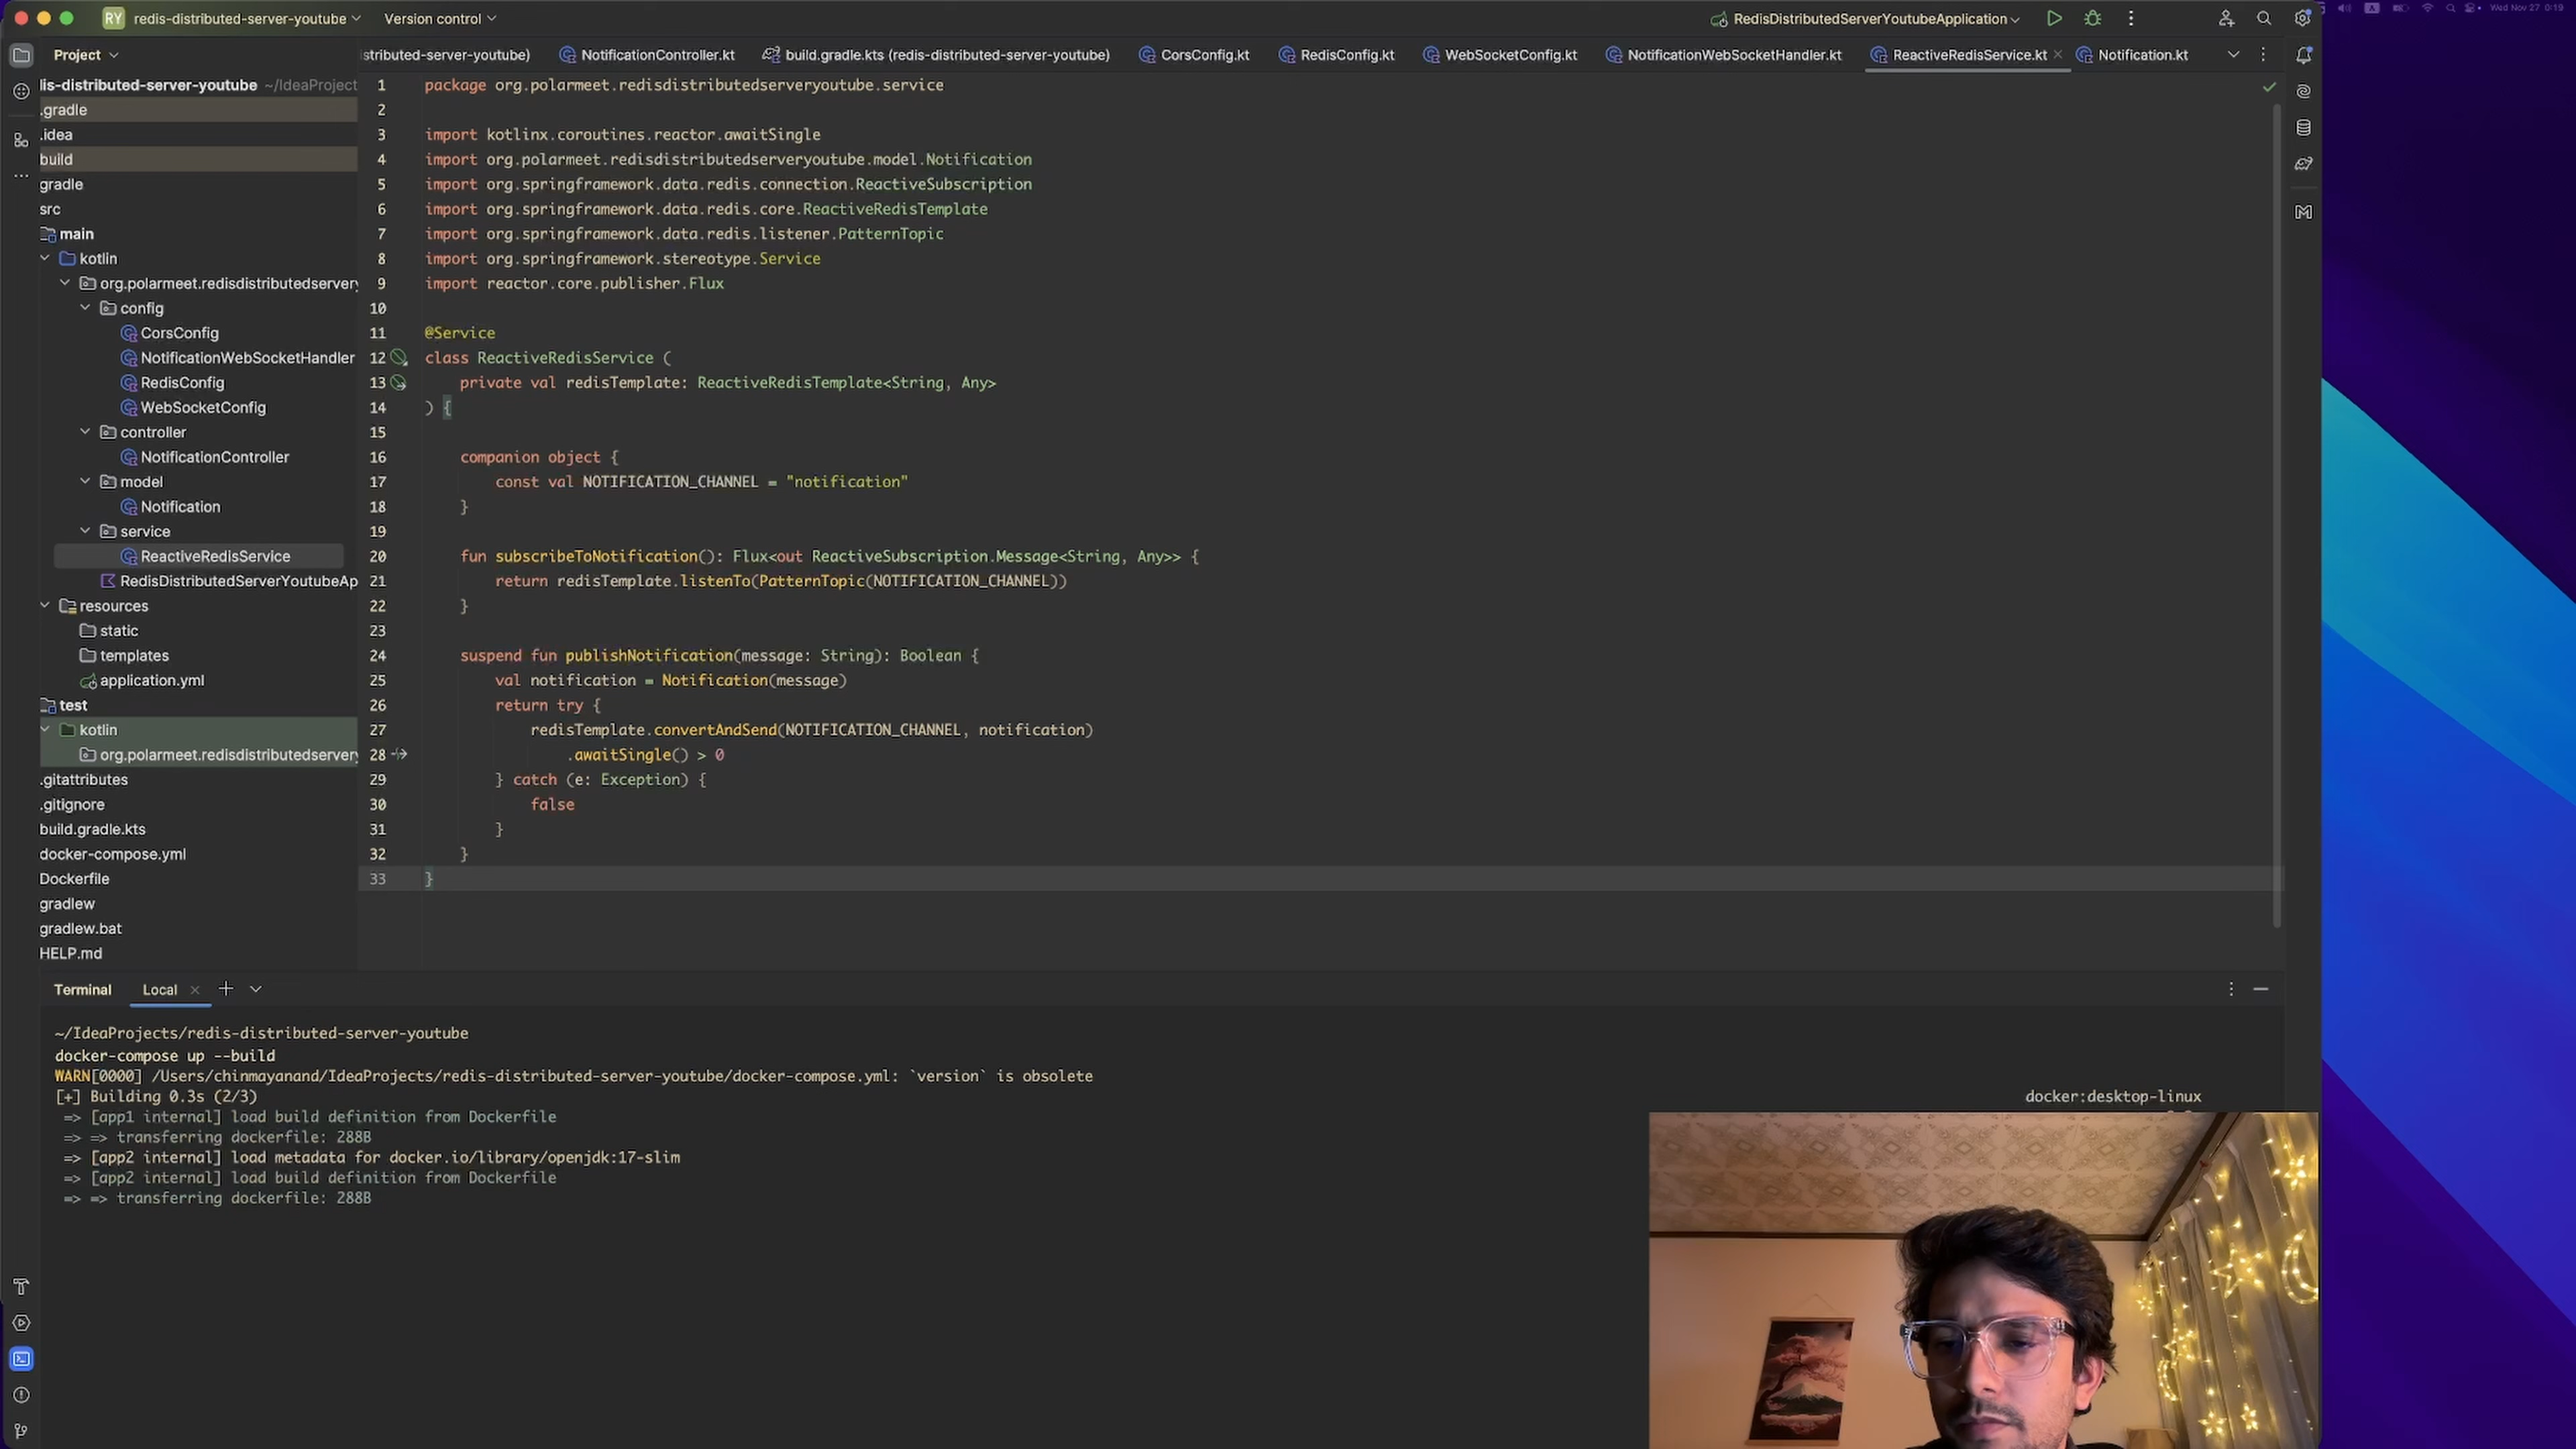 RY redis-distributed-server-youtube Version control RedisDistributedServerYoutubeApplication Wed Nov 27 0:19
Project
istributed-server-youtube) NotificationController.kt build.gradle.kts (redis-distributed-server-youtube) CorsConfig.kt RedisConfig.kt WebSocketConfig.kt NotificationWebSocketHandler.kt ReactiveRedisService.kt Notification.kt
lis-distributed-server-youtube ~/IdeaProject
.gradle
.idea
build
gradle
src
main
kotlin
org.polarmeet.redisdistributedservery
config
CorsConfig
NotificationWebSocketHandler
RedisConfig
WebSocketConfig
controller
NotificationController
model
Notification
service
ReactiveRedisService
RedisDistributedServerYoutubeAp
resources
static
templates
application.yml
test
kotlin
org.polarmeet.redisdistributedservery
.gitattributes
.gitignore
build.gradle.kts
docker-compose.yml
Dockerfile
gradlew
gradlew.bat
HELP.md
1 package org.polarmeet.redisdistributedserveryoutube.service
2
3 import kotlinx.coroutines.reactor.awaitSingle
4 import org.polarmeet.redisdistributedserveryoutube.model.Notification
5 import org.springframework.data.redis.connection.ReactiveSubscription
6 import org.springframework.data.redis.core.ReactiveRedisTemplate
7 import org.springframework.data.redis.listener.PatternTopic
8 import org.springframework.stereotype.Service
9 import reactor.core.publisher.Flux
10
11 @Service
12 class ReactiveRedisService (
13 private val redisTemplate: ReactiveRedisTemplate<String, Any>
14 ) {
15
16 companion object {
17 const val NOTIFICATION_CHANNEL = "notification"
18 }
19
20 fun subscribeToNotification(): Flux<out ReactiveSubscription.Message<String, Any>> {
21 return redisTemplate.listenTo(PatternTopic(NOTIFICATION_CHANNEL))
22 }
23
24 suspend fun publishNotification(message: String): Boolean {
25 val notification = Notification(message)
26 return try {
27 redisTemplate.convertAndSend(NOTIFICATION_CHANNEL, notification)
28 .awaitSingle() > 0
29 } catch (e: Exception) {
30 false
31 }
32 }
33 }
Terminal Local
~/IdeaProjects/redis-distributed-server-youtube
docker-compose up --build
WARN[0000] /Users/chinmayanand/IdeaProjects/redis-distributed-server-youtube/docker-compose.yml: `version` is obsolete
[+] Building 0.3s (2/3) docker:desktop-linux
=> [app1 internal] load build definition from Dockerfile
=> => transferring dockerfile: 288B
=> [app2 internal] load metadata for docker.io/library/openjdk:17-slim
=> [app2 internal] load build definition from Dockerfile
=> => transferring dockerfile: 288B